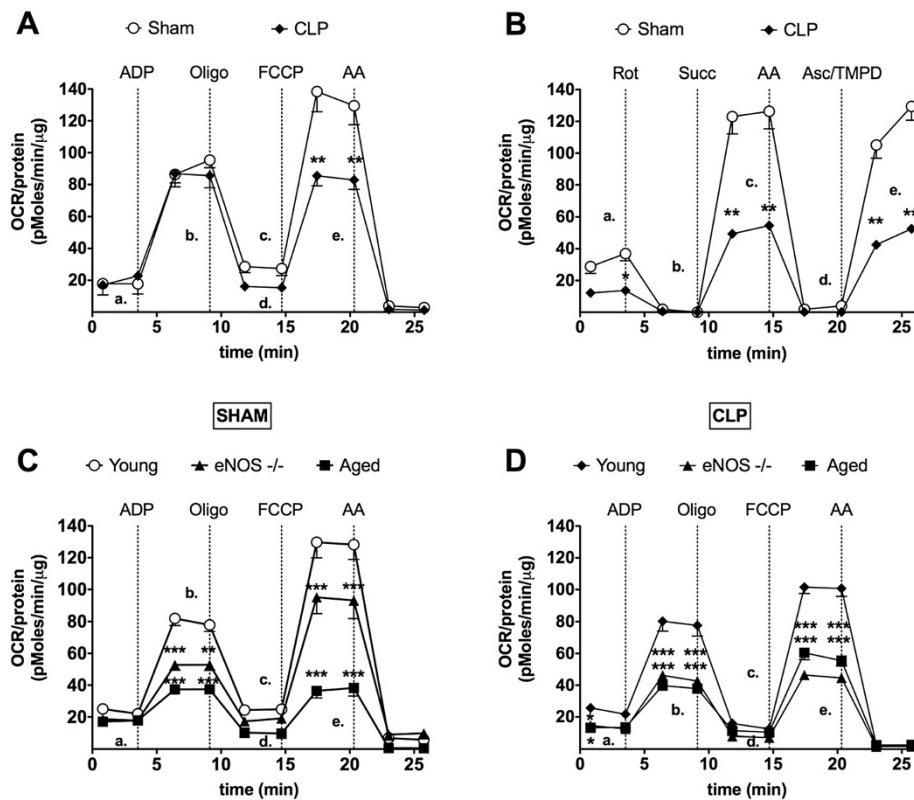 A
Sham CLP
ADP Oligo FCCP AA
OCR/protein
(pMoles/min/µg)
140
120
100
80
60
40
20
a.
b.
c.
d.
e.
** **
0 5 10 15 20 25
time (min)
B
Sham CLP
Rot Succ AA Asc/TMPD
OCR/protein
(pMoles/min/µg)
140
120
100
80
60
40
20
a.
*
b.
c.
** **
d.
e.
** **
0 5 10 15 20 25
time (min)
SHAM
C
Young eNOS -/- Aged
ADP Oligo FCCP AA
OCR/protein
(pMoles/min/µg)
140
120
100
80
60
40
20
a.
b.
*** **
*** ***
c.
d.
*** ***
*** ***
e.
0 5 10 15 20 25
time (min)
CLP
D
Young eNOS -/- Aged
ADP Oligo FCCP AA
OCR/protein
(pMoles/min/µg)
140
120
100
80
60
40
20
*
*
a.
*** ***
*** ***
b.
c.
d.
*** ***
*** ***
e.
0 5 10 15 20 25
time (min)